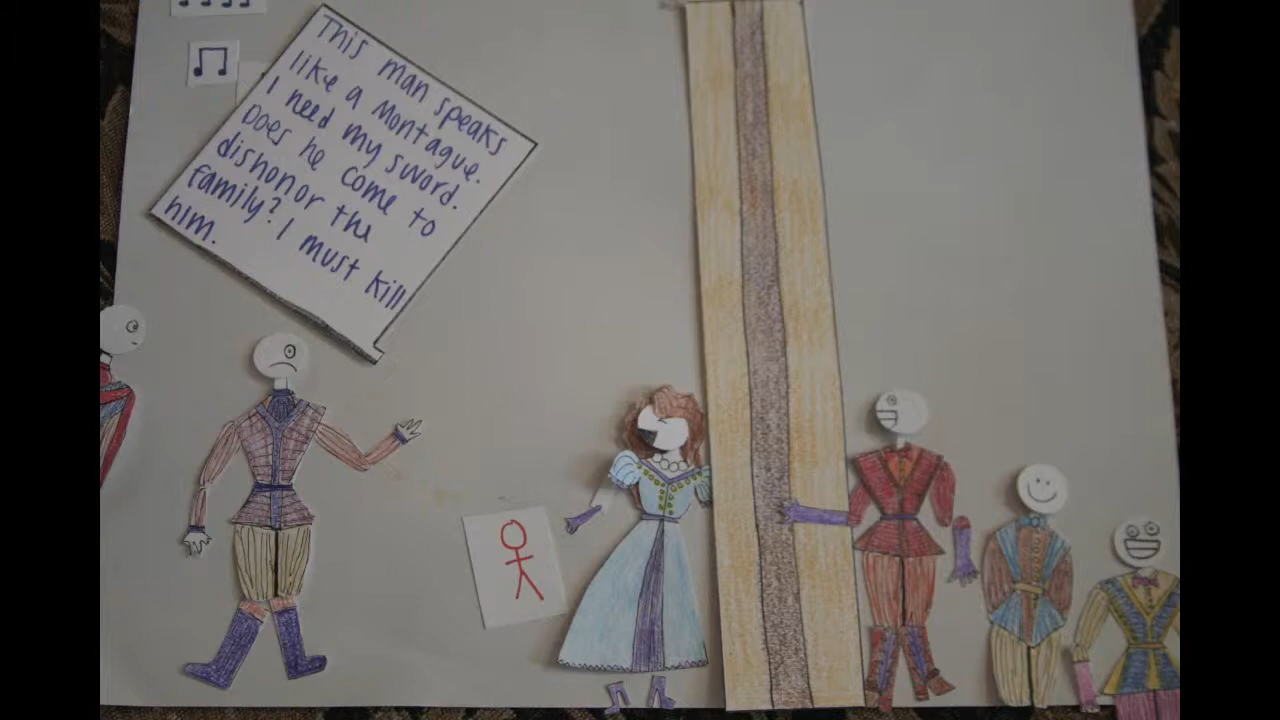 This man speaks
like a Montague.
I need my sword.
Does he come to
dishonor the
family? I must kill
him.